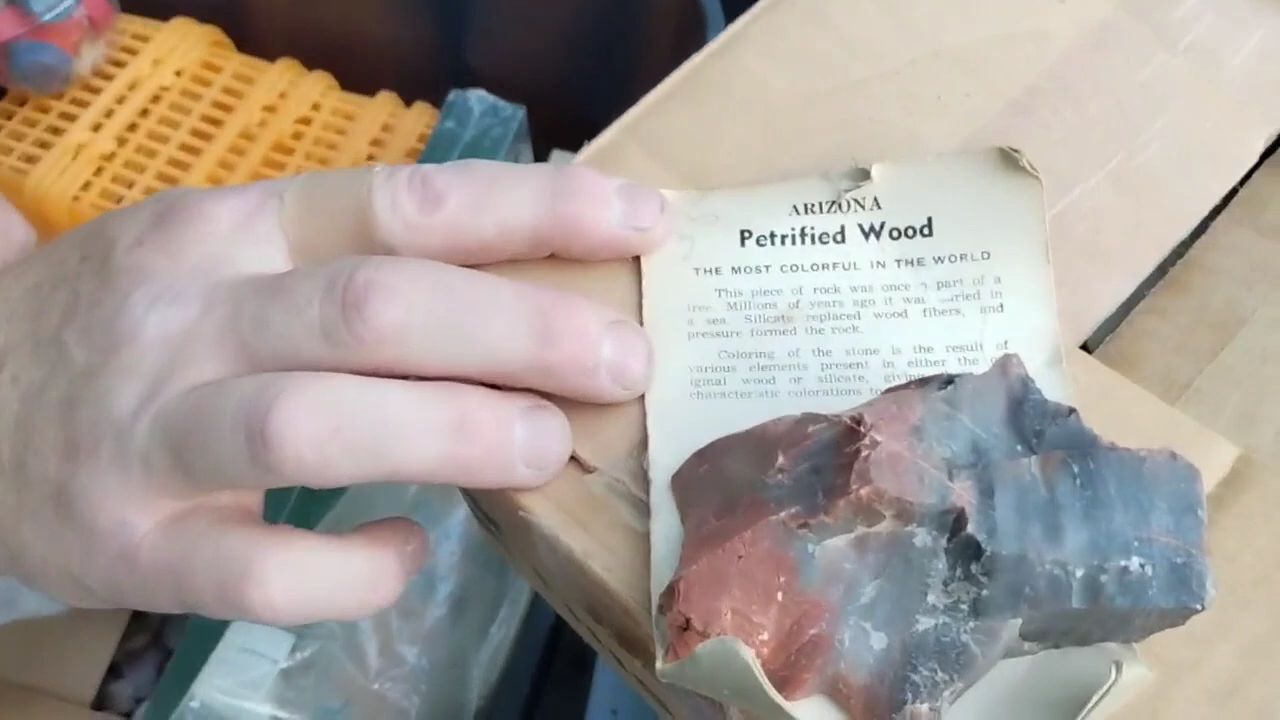 ARIZONA
Petrified Wood
THE MOST COLORFUL IN THE WORLD
This piece of rock was once part of a
tree. Millions of years ago it was in
a sea. Silicate replaced wood fibers, and
pressure formed the rock.
Coloring of the stone is the result of
various elements present in either the
iginal wood or silicate, giving
characteristic colorations to